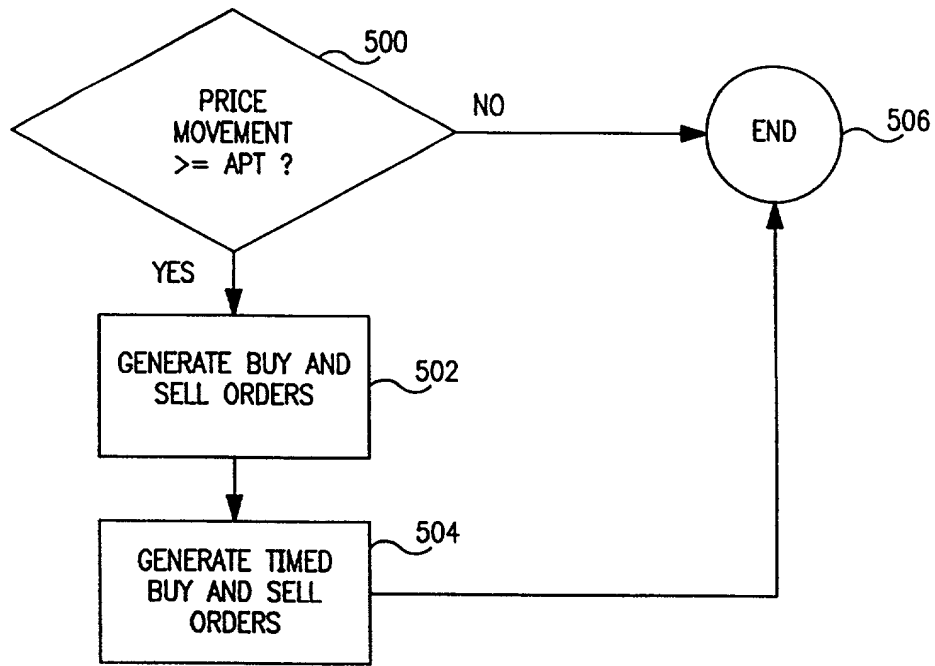 500
PRICE
MOVEMENT
>= APT ?
NO
END
506
YES
GENERATE BUY AND
SELL ORDERS
502
504
GENERATE TIMED
BUY AND SELL
ORDERS